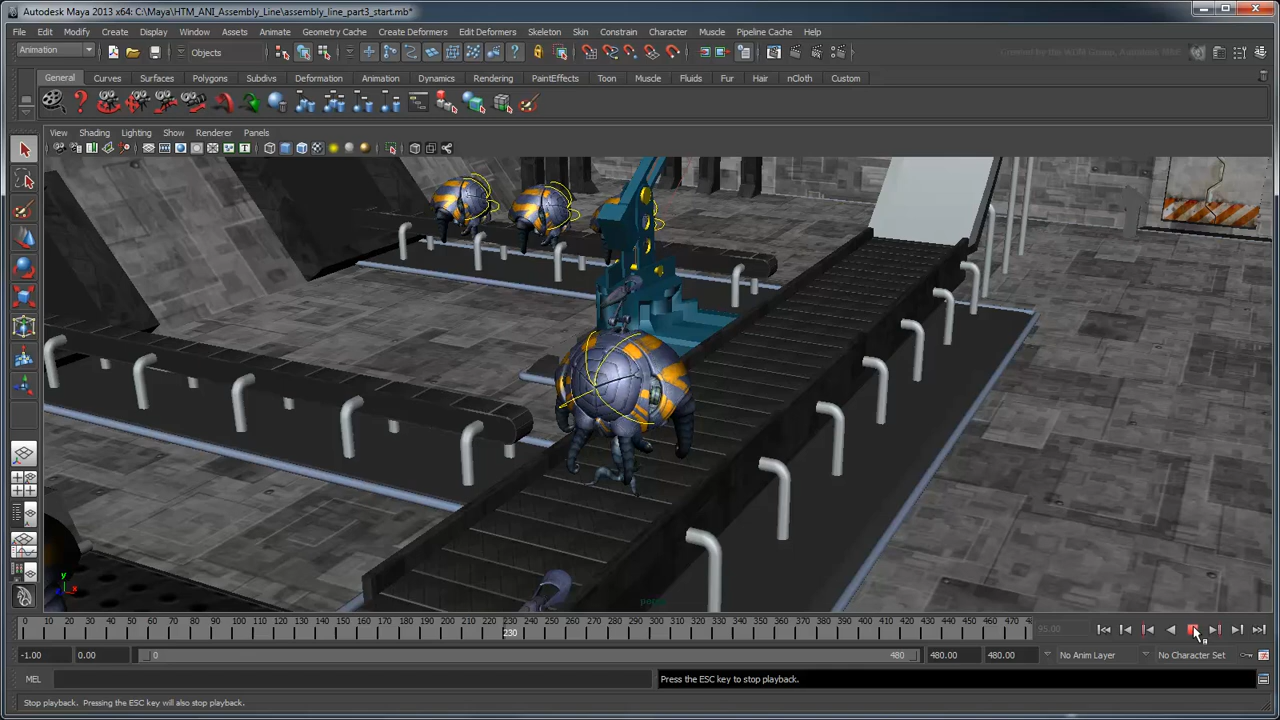 Autodesk Maya 2013 x64: C:\Maya\HTM_ANI_Assembly_Line\assembly_line_part3_start.mb*
File Edit Modify Create Display Window Assets Animate Geometry Cache Create Deformers Edit Deformers Skeleton Skin Constrain Character Muscle Pipeline Cache Help
Animation Objects
General Curves Surfaces Polygons Subdivs Deformation Animation Dynamics Rendering PaintEffects Toon Muscle Fluids Fur Hair nCloth Custom
View Shading Lighting Show Renderer Panels
y
x
0 10 20 30 40 50 60 70 80 90 100 110 120 130 140 150 160 170 180 190 200 210 220 230 240 250 260 270 280 290 300 310 320 330 340 350 360 370 380 390 400 410 420 430 440 450 460 470
230
95.00
-1.00 0.00 0 480 480.00 480.00 No Anim Layer No Character Set
MEL Press the ESC key to stop playback.
Stop playback. Pressing the ESC key will also stop playback.